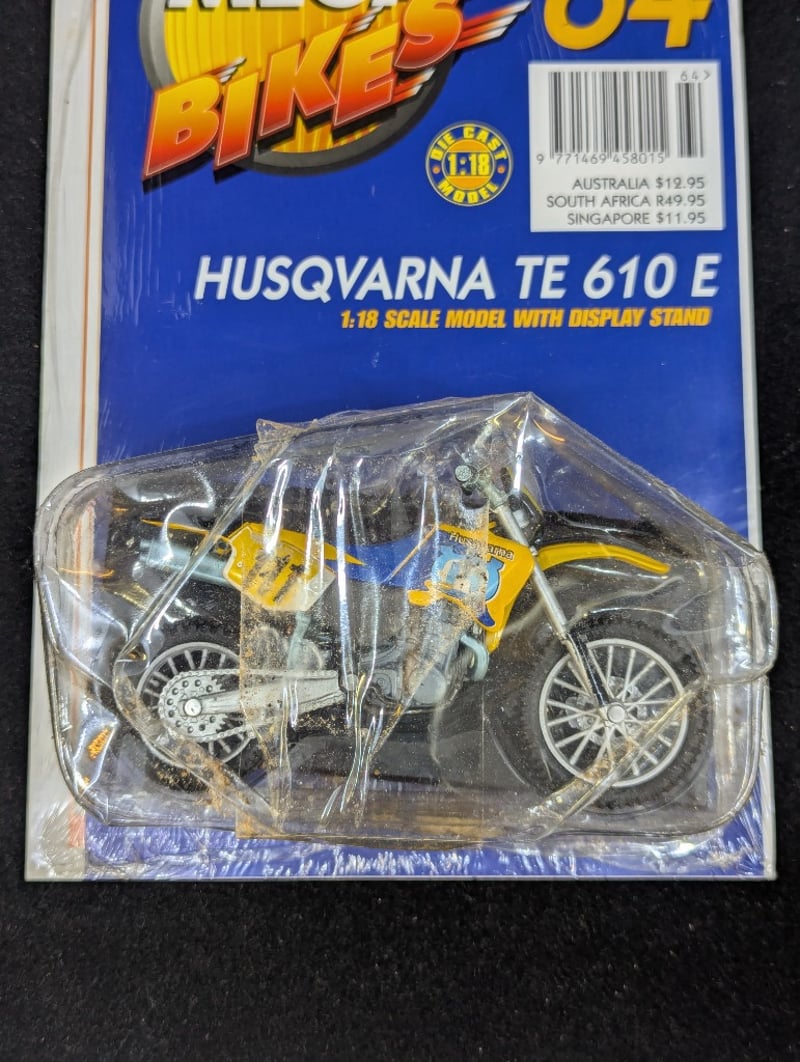 BIKES
64
64>
9 771469 458015
DIE CAST
1:18
MODEL
AUSTRALIA $12.95
SOUTH AFRICA R49.95
SINGAPORE $11.95
HUSQVARNA TE 610 E
1:18 SCALE MODEL WITH DISPLAY STAND
Husqvarna